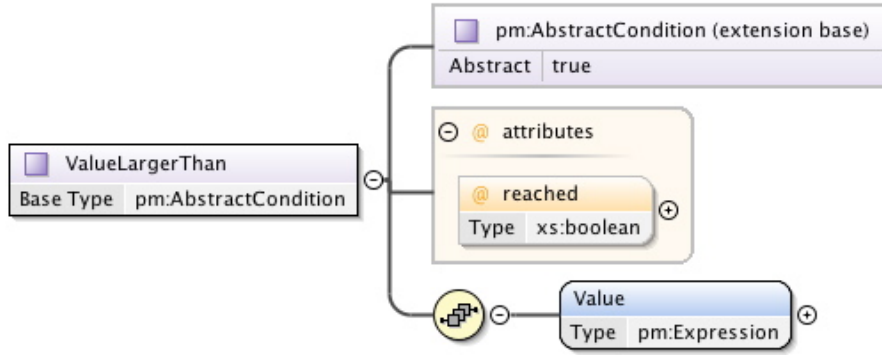 pm:AbstractCondition (extension base)
Abstract true
@ attributes
ValueLargerThan
Base Type pm:AbstractCondition
@ reached
Type xs:boolean
Value
Type pm:Expression